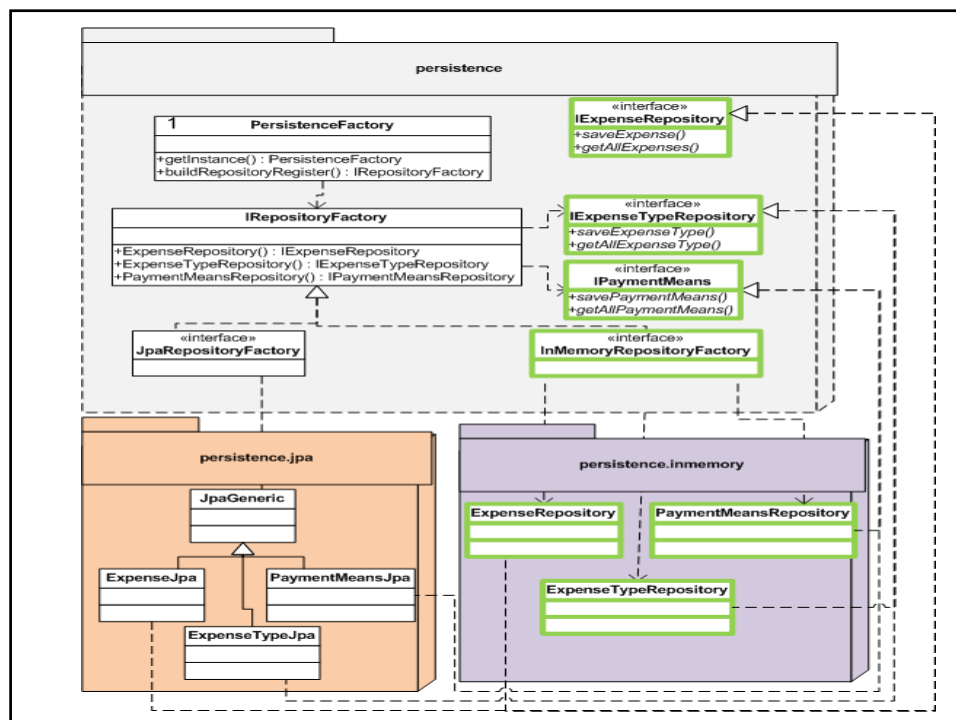 persistence
«interface»
IExpenseRepository
+saveExpense()
+getAllExpenses()
1
PersistenceFactory
+getInstance() : PersistenceFactory
+buildRepositoryRegister() : IRepositoryFactory
IRepositoryFactory
+ExpenseRepository() : IExpenseRepository
+ExpenseTypeRepository() : IExpenseTypeRepository
+PaymentMeansRepository() : IPaymentMeansRepository
«interface»
IExpenseTypeRepository
+saveExpenseType()
+getAllExpenseType()
«interface»
IPaymentMeans
+savePaymentMeans()
+getAllPaymentMeans()
«interface»
JpaRepositoryFactory
«interface»
InMemoryRepositoryFactory
persistence.jpa
JpaGeneric
ExpenseJpa
PaymentMeansJpa
ExpenseTypeJpa
persistence.inmemory
ExpenseRepository
PaymentMeansRepository
ExpenseTypeRepository